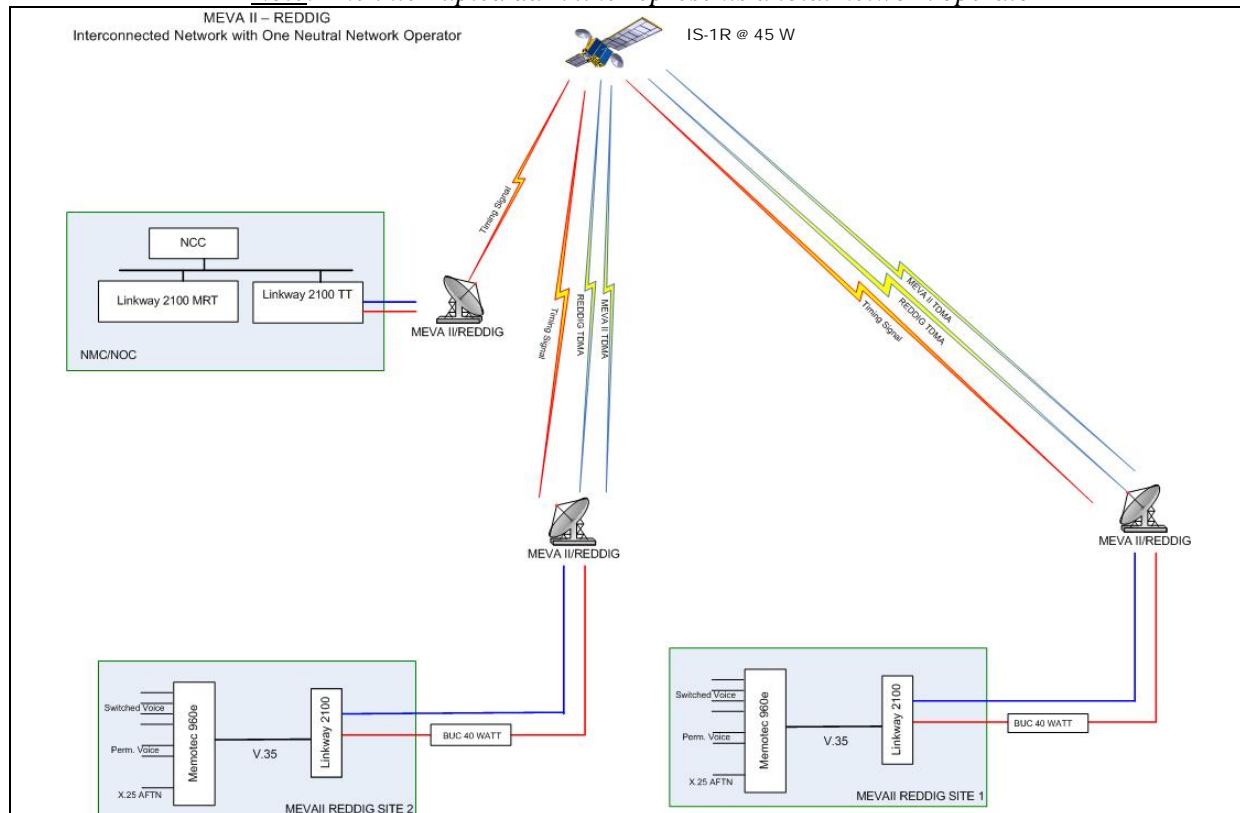 MEVA II – REDDIG
Interconnected Network with One Neutral Network Operator
IS-1R @ 45 W
Timing Signal
NCC
Linkway 2100 MRT
Linkway 2100 TT
NMC/NOC
MEVA II/REDDIG
Timing Signal
REDDIG TDMA
MEVA II TDMA
MEVA II TDMA
REDDIG TDMA
Timing Signal
MEVA II/REDDIG
MEVA II/REDDIG
Switched Voice
Perm. Voice
X.25 AFTN
Memotec 960e
V.35
Linkway 2100
BUC 40 WATT
MEVAII REDDIG SITE 2
Switched Voice
Perm. Voice
X.25 AFTN
Memotec 960e
V.35
Linkway 2100
BUC 40 WATT
MEVAII REDDIG SITE 1